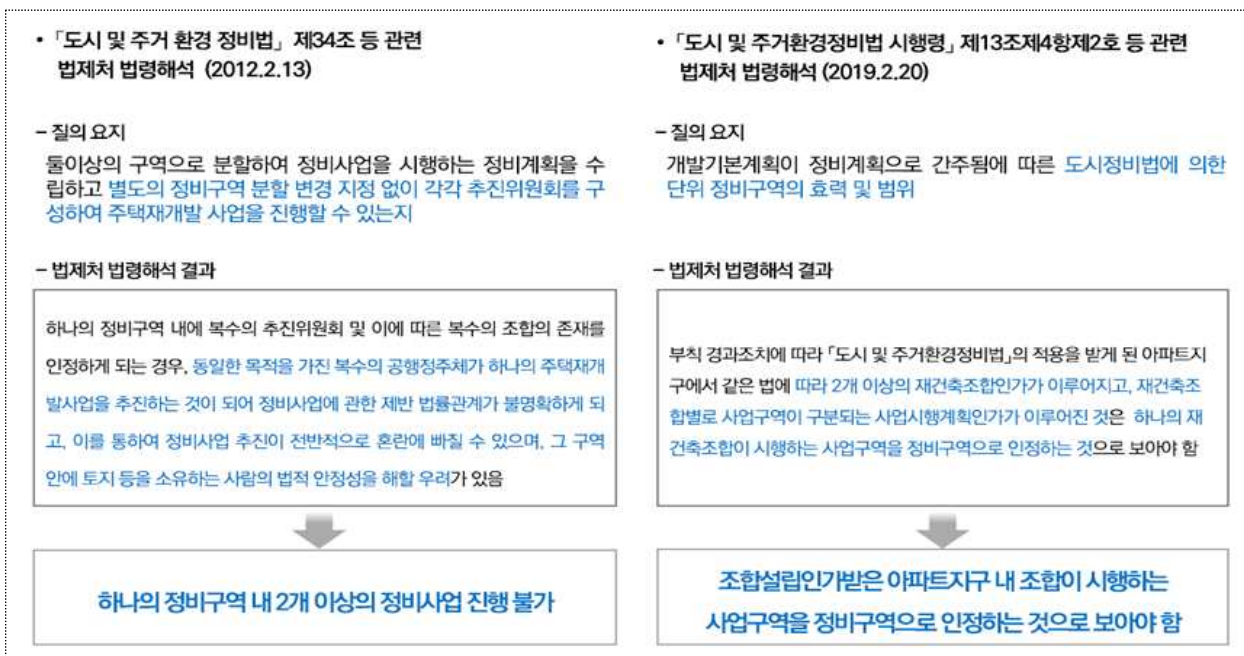 • 「도시 및 주거 환경 정비법」 제34조 등 관련
법제처 법령해석 (2012.2.13)
– 질의 요지
둘이상의 구역으로 분할하여 정비사업을 시행하는 정비계획을 수
립하고 별도의 정비구역 분할 변경 지정 없이 각각 추진위원회를 구
성하여 주택재개발 사업을 진행할 수 있는지
– 법제처 법령해석 결과
하나의 정비구역 내에 복수의 추진위원회 및 이에 따른 복수의 조합의 존재를
인정하게 되는 경우, 동일한 목적을 가진 복수의 공행정주체가 하나의 주택재개
발사업을 추진하는 것이 되어 정비사업에 관한 제반 법률관계가 불명확하게 되
고, 이를 통하여 정비사업 추진이 전반적으로 혼란에 빠질 수 있으며, 그 구역
안에 토지 등을 소유하는 사람의 법적 안정성을 해할 우려가 있음
하나의 정비구역 내 2개 이상의 정비사업 진행 불가
• 「도시 및 주거환경정비법 시행령」 제13조제4항제2호 등 관련
법제처 법령해석 (2019.2.20)
– 질의 요지
개발기본계획이 정비계획으로 간주됨에 따른 도시정비법에 의한
단위 정비구역의 효력 및 범위
– 법제처 법령해석 결과
부칙 경과조치에 따라 「도시 및 주거환경정비법」의 적용을 받게 된 아파트지
구에서 같은 법에 따라 2개 이상의 재건축조합인가가 이루어지고, 재건축조
합별로 사업구역이 구분되는 사업시행계획인가가 이루어진 것은 하나의 재
건축조합이 시행하는 사업구역을 정비구역으로 인정하는 것으로 보아야 함
조합설립인가받은 아파트지구 내 조합이 시행하는
사업구역을 정비구역으로 인정하는 것으로 보아야 함